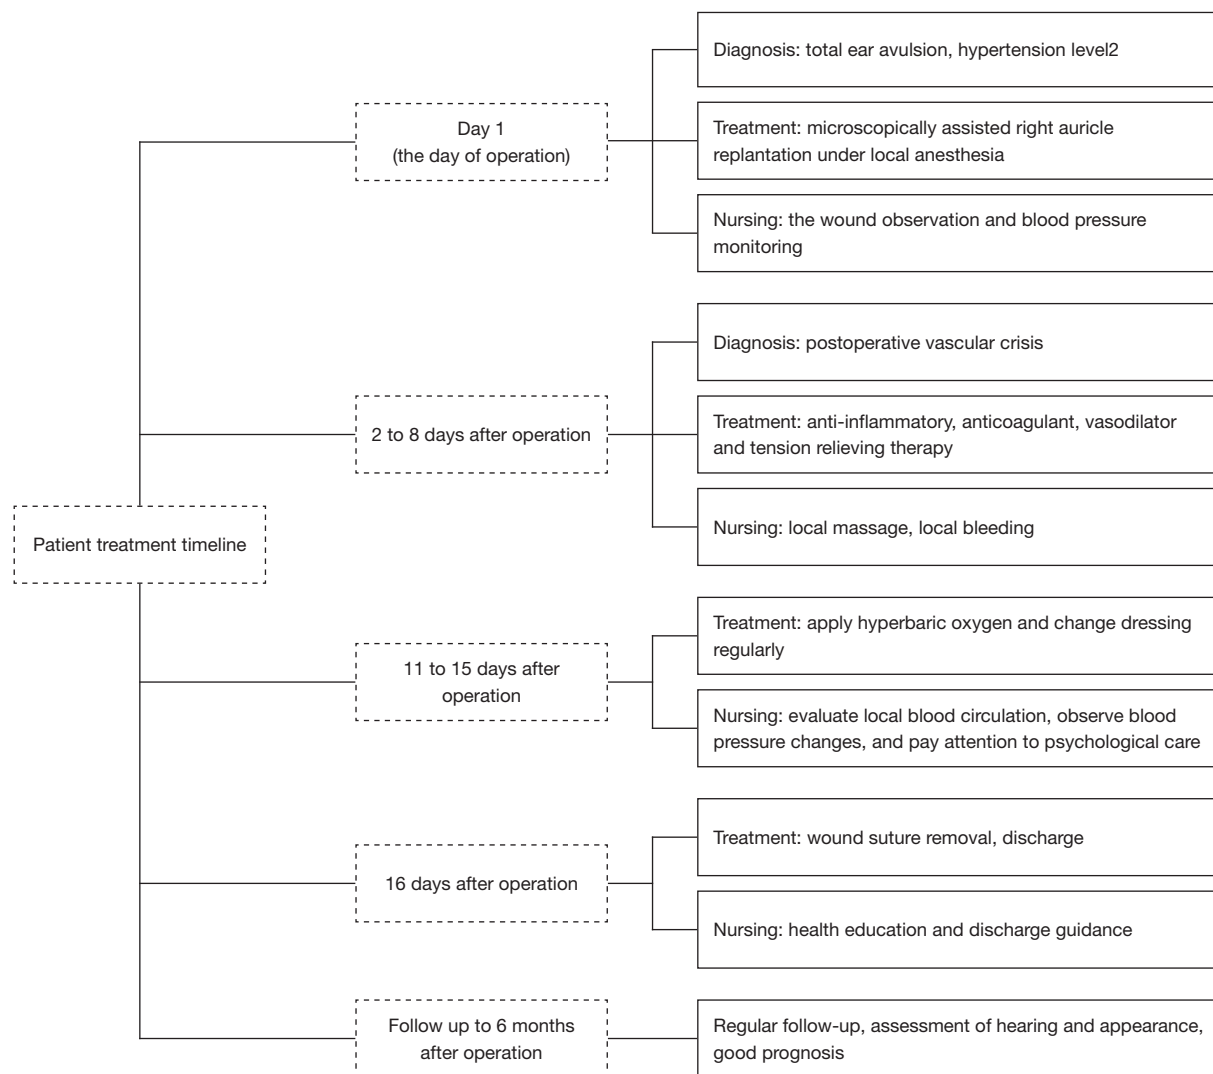 Patient treatment timeline
Day 1
(the day of operation)
Diagnosis: total ear avulsion, hypertension level2
Treatment: microscopically assisted right auricle
replantation under local anesthesia
Nursing: the wound observation and blood pressure
monitoring
2 to 8 days after operation
Diagnosis: postoperative vascular crisis
Treatment: anti-inflammatory, anticoagulant, vasodilator
and tension relieving therapy
Nursing: local massage, local bleeding
11 to 15 days after
operation
Treatment: apply hyperbaric oxygen and change dressing
regularly
Nursing: evaluate local blood circulation, observe blood
pressure changes, and pay attention to psychological care
16 days after operation
Treatment: wound suture removal, discharge
Nursing: health education and discharge guidance
Follow up to 6 months
after operation
Regular follow-up, assessment of hearing and appearance,
good prognosis